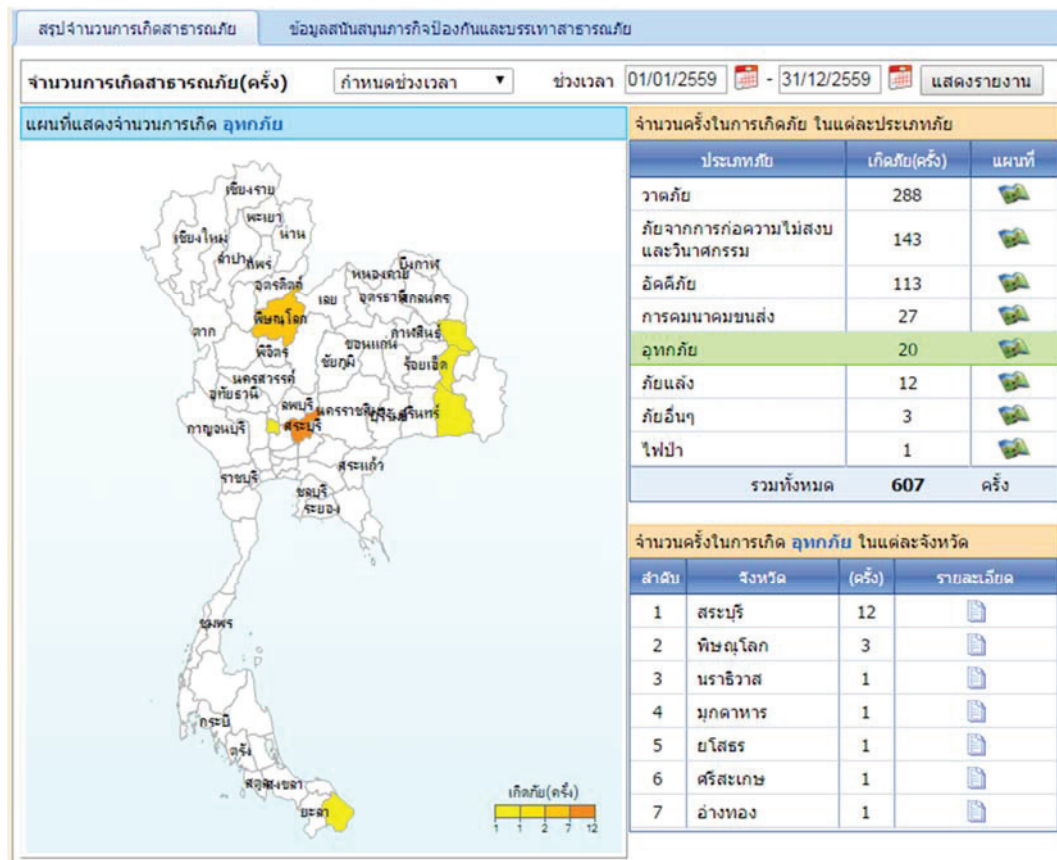 สรุปจำนวนการเกิดสาธารณภัย
ข้อมูลสนันสนุนภารกิจป้องกันและบรรเทาสาธารณภัย
จำนวนการเกิดสาธารณภัย(ครั้ง)
กำหนดช่วงเวลา
ช่วงเวลา 01/01/2559 - 31/12/2559
แสดงรายงาน
แผนที่แสดงจำนวนการเกิด อุทกภัย
เชียงราย
พะเยา
เชียงใหม่
น่าน
ลำปาง
แพร่
อุตรดิตถ์
พิษณุโลก
ตาก
พิจิตร
นครสวรรค์
อุทัยธานี
เลย
หนองคาย
บึงกาฬ
อุดรธานี
สกลนคร
ขอนแก่น
กาฬสินธุ์
ชัยภูมิ
ร้อยเอ็ด
ลพบุรี
นครราชสีมา
บุรีรัมย์
สุรินทร์
กาญจนบุรี
สระบุรี
สระแก้ว
ราชบุรี
ชลบุรี
ระยอง
ชุมพร
กระบี่
ตรัง
สตูล
สงขลา
ยะลา
เกิดภัย(ครั้ง)
1 1 2 7 12
จำนวนครั้งในการเกิดภัย ในแต่ละประเภทภัย
ประเภทภัย เกิดภัย(ครั้ง) แผนที่
วาตภัย 288
ภัยจากการก่อความไม่สงบ
และวินาศกรรม 143
อัคคีภัย 113
การคมนาคมขนส่ง 27
อุทกภัย 20
ภัยแล้ง 12
ภัยอื่นๆ 3
ไฟป่า 1
รวมทั้งหมด 607 ครั้ง
จำนวนครั้งในการเกิด อุทกภัย ในแต่ละจังหวัด
ลำดับ จังหวัด (ครั้ง) รายละเอียด
1 สระบุรี 12
2 พิษณุโลก 3
3 นราธิวาส 1
4 มุกดาหาร 1
5 ยโสธร 1
6 ศรีสะเกษ 1
7 อ่างทอง 1